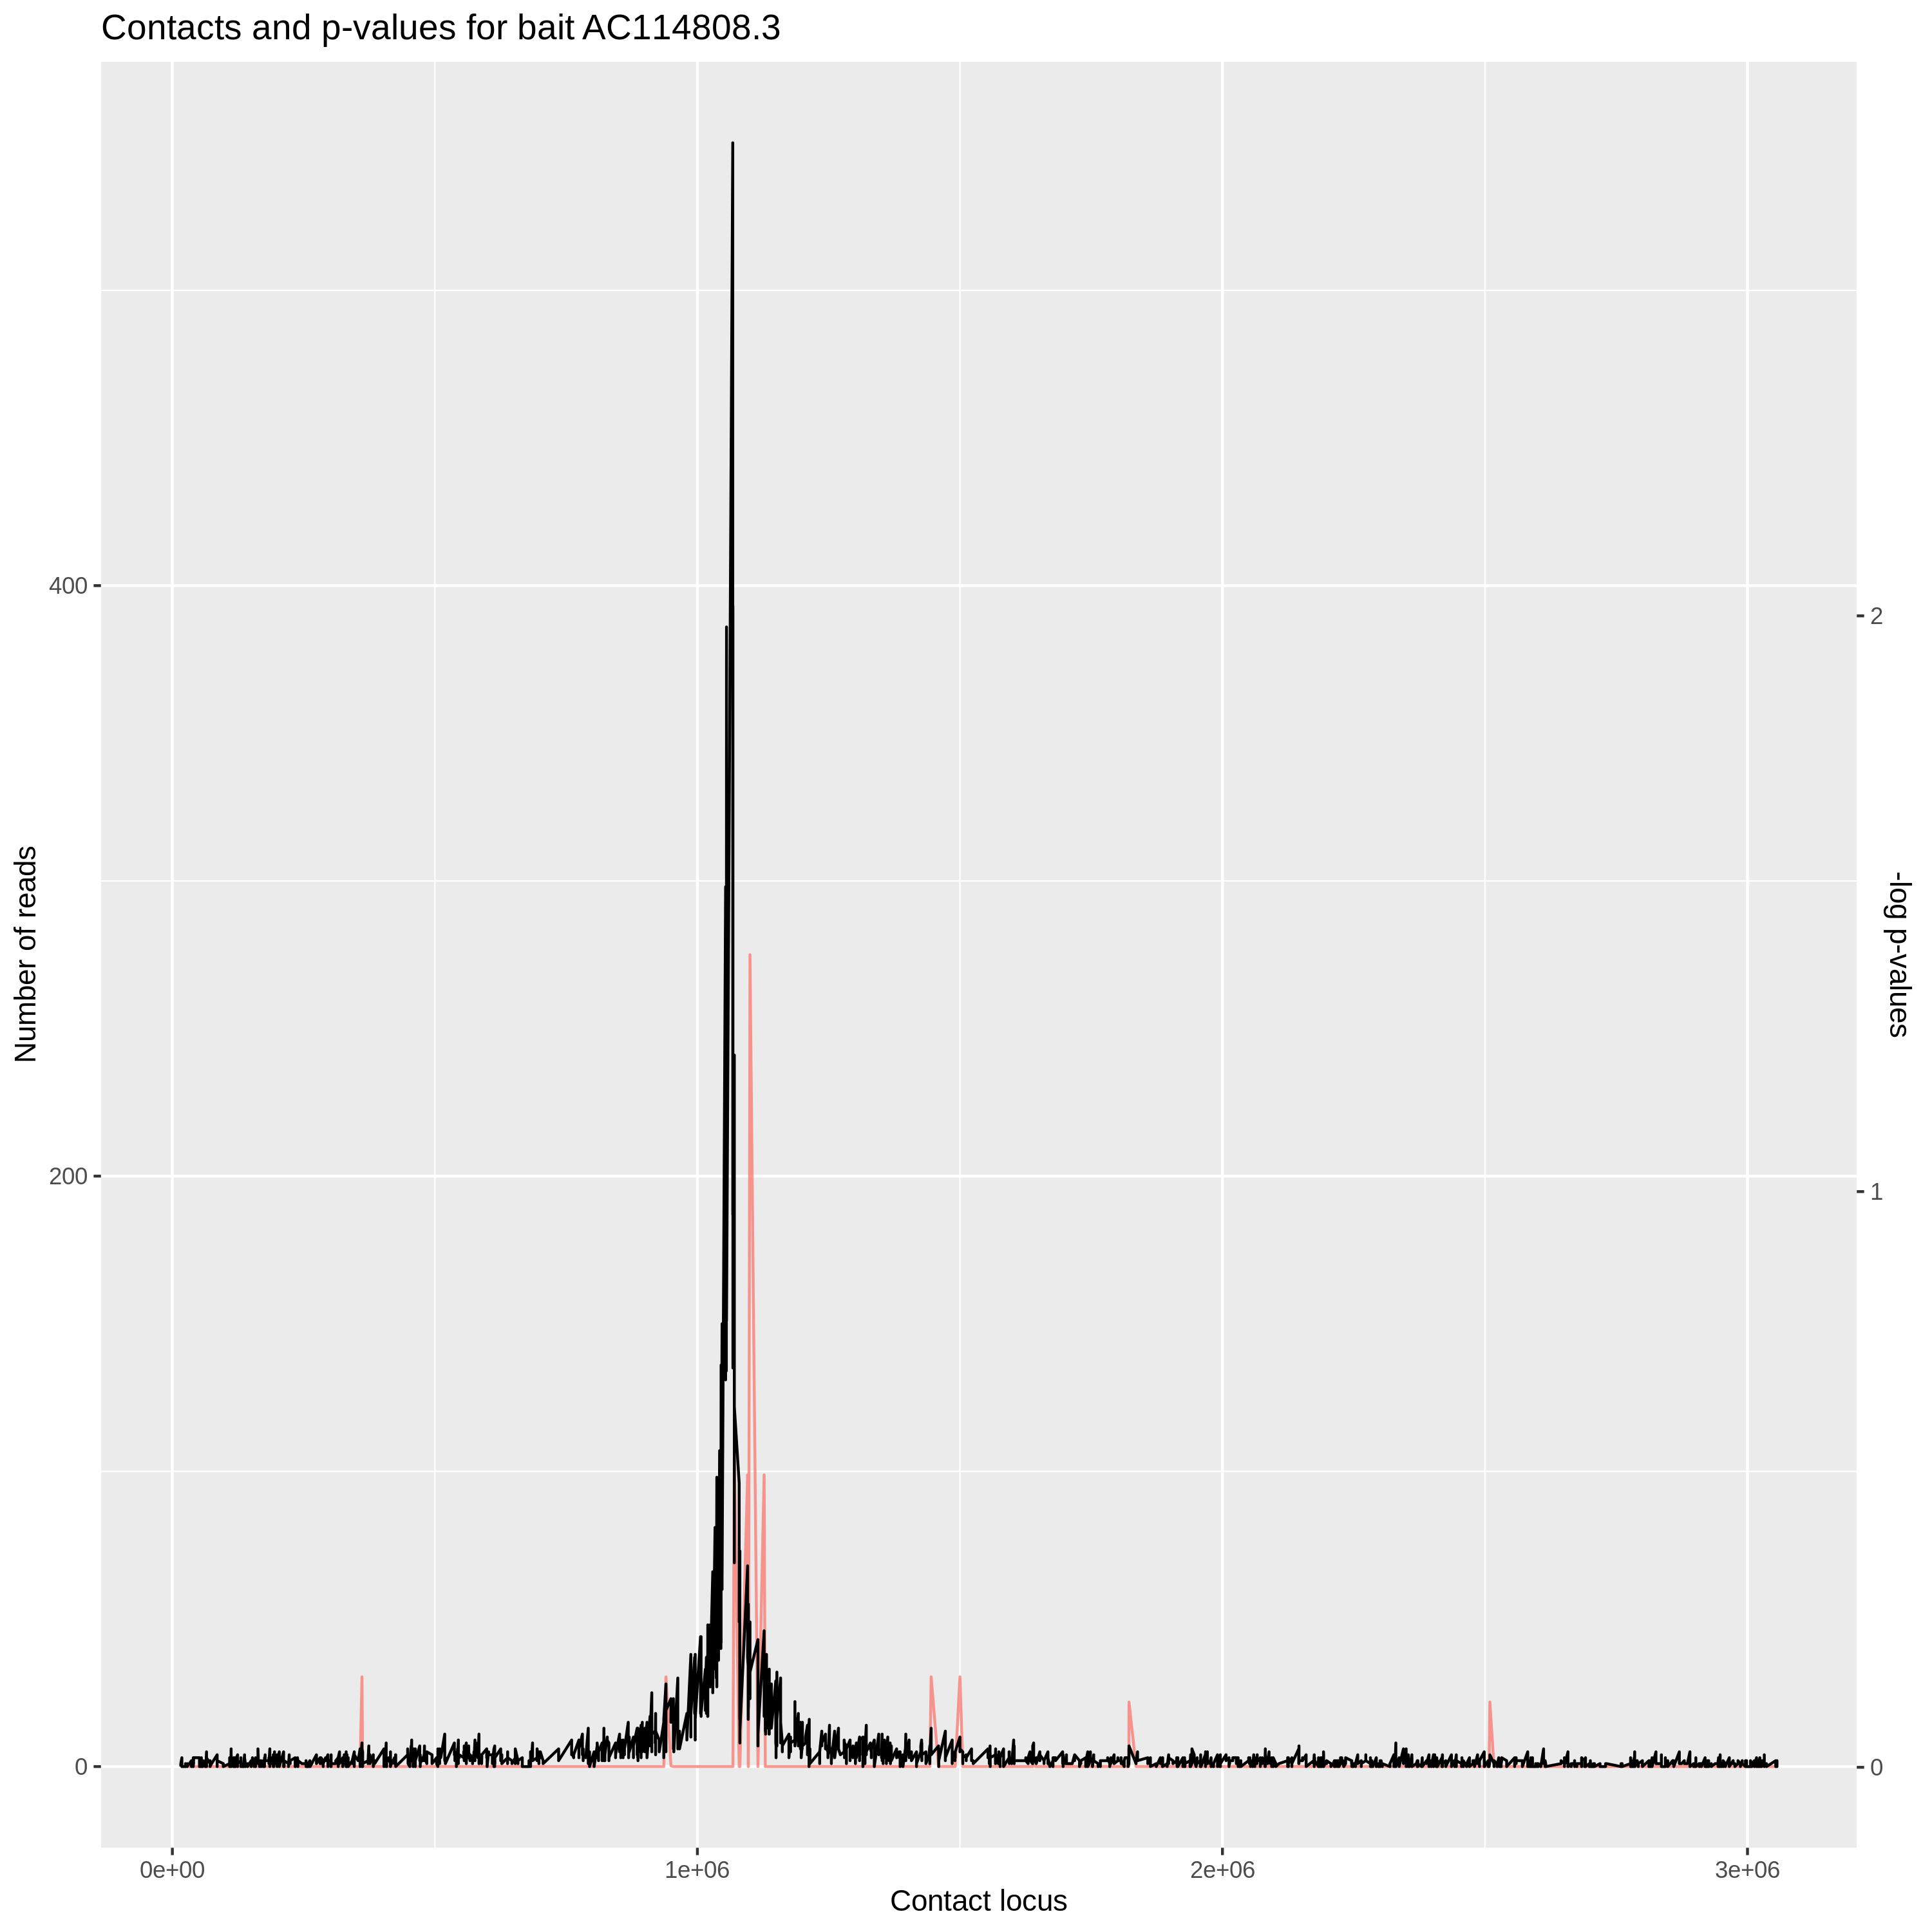 Contacts and p-values for bait AC114808.3
400
200
0
Number of reads
2
1
0
-log p-values
0e+00
1e+06
2e+06
3e+06
Contact locus